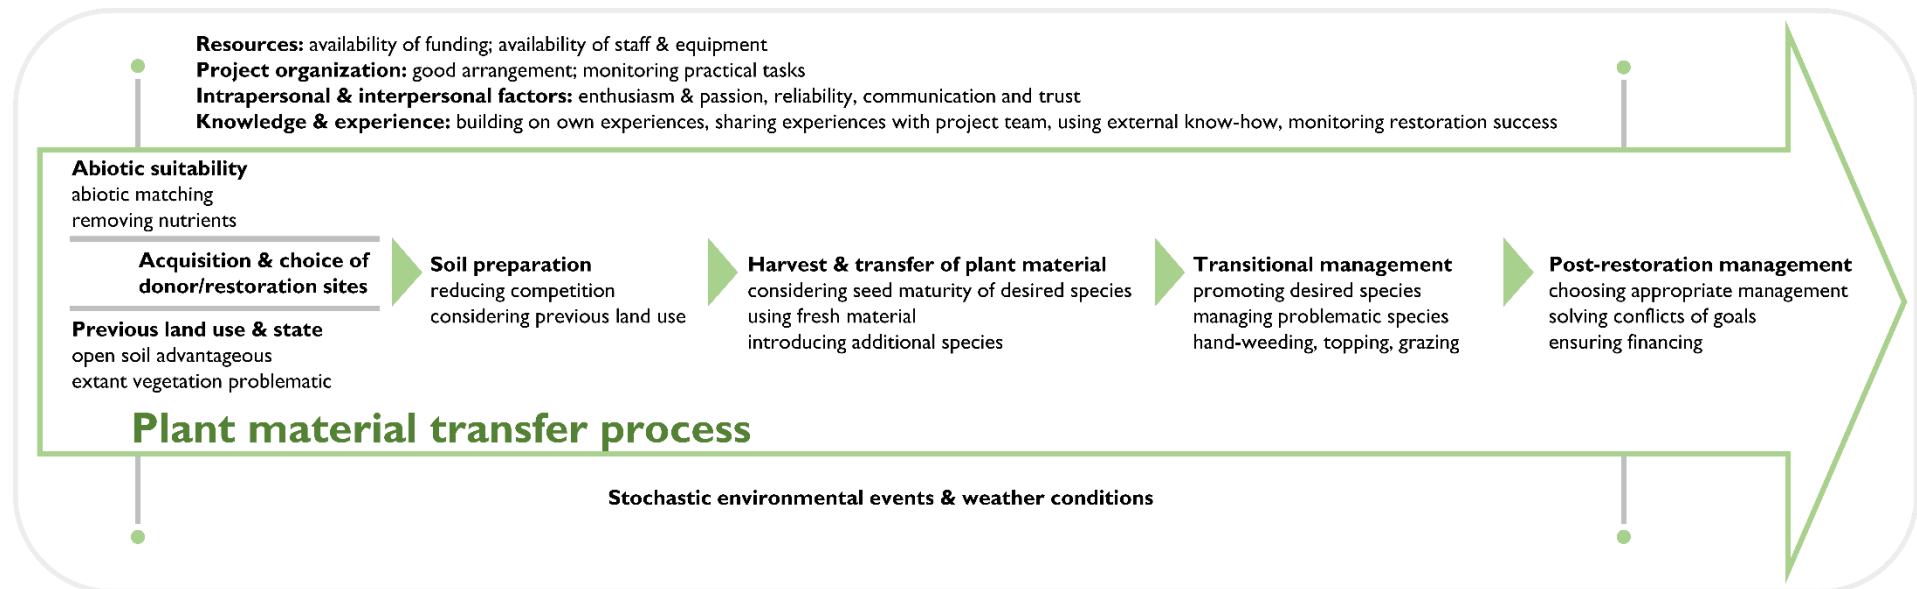 Resources: availability of funding; availability of staff & equipment
Project organization: good arrangement; monitoring practical tasks
Intrapersonal & interpersonal factors: enthusiasm & passion, reliability, communication and trust
Knowledge & experience: building on own experiences, sharing experiences with project team, using external know-how, monitoring restoration success
Abiotic suitability
abiotic matching
removing nutrients
Acquisition & choice of
donor/restoration sites
Previous land use & state
open soil advantageous
extant vegetation problematic
Soil preparation
reducing competition
considering previous land use
Harvest & transfer of plant material
considering seed maturity of desired species
using fresh material
introducing additional species
Transitional management
promoting desired species
managing problematic species
hand-weeding, topping, grazing
Post-restoration management
choosing appropriate management
solving conflicts of goals
ensuring financing
Plant material transfer process
Stochastic environmental events & weather conditions